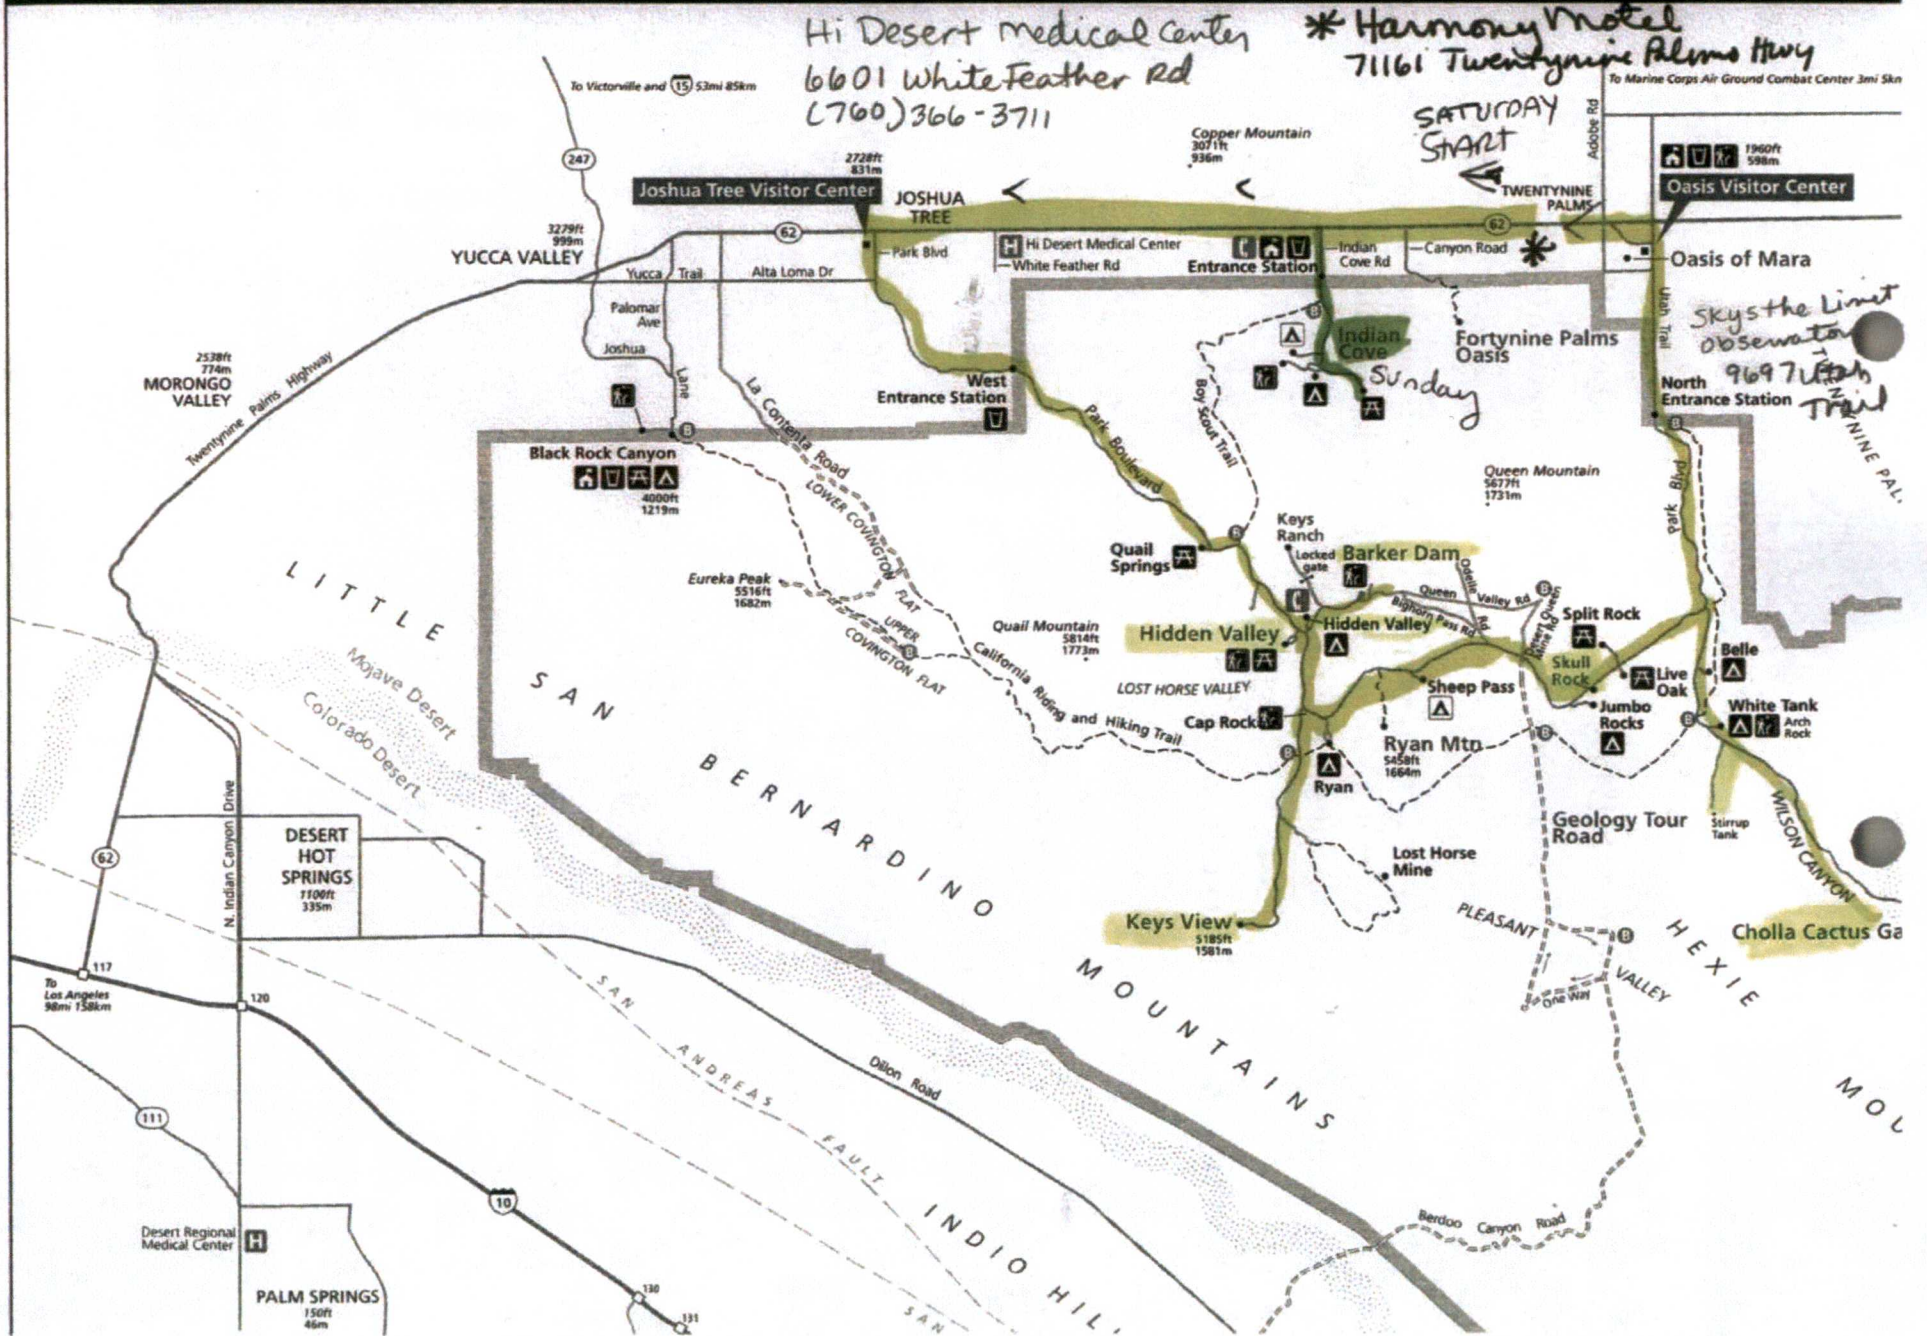 Hi Desert Medical Center
6601 White Feather Rd
(760)366-3711
* Harmony Motel
71161 Twentynine Palms Hwy
To Victorville and 15 53mi 85km
To Marine Corps Air Ground Combat Center 3mi 5km
SATURDAY
START
Adobe Rd
Copper Mountain
3071ft
936m
247
2728ft
831m
Joshua Tree Visitor Center
JOSHUA
TREE
TWENTYNINE
PALMS
1960ft
598m
Oasis Visitor Center
3279ft
999m
YUCCA VALLEY
62
62
Park Blvd
H Hi Desert Medical Center
White Feather Rd
Entrance Station
Indian
Cove Rd
Canyon Road
Oasis of Mara
Yucca Trail
Alta Loma Dr
Palomar
Ave
Joshua
Lane
Utah Trail
Skys the Limit
Observatory
9697 Utah
Trail
Indian
Cove
Sunday
Fortynine Palms
Oasis
2538ft
774m
MORONGO
VALLEY
Twentynine Palms Highway
La Contenta Road
West
Entrance Station
Boy Scout Trail
B
North
Entrance Station
B
TWENTYNINE PAL
B
Black Rock Canyon
4000ft
1219m
LOWER COVINGTON FLAT
Park Boulevard
Queen Mountain
5677ft
1731m
Park Blvd
Quail
Springs
B
Keys
Ranch
Locked
gate
Barker Dam
Eureka Peak
5516ft
1682m
UPPER
COVINGTON FLAT
B
Queen Valley Rd
Odell's Rd
Bighorn Pass Rd
B
Desert Queen
Mine Rd
Split Rock
Quail Mountain
5814ft
1773m
Hidden Valley
Hidden Valley
Skull
Rock
Live
Oak
Belle
LITTLE SAN BERNARDINO MOUNTAINS
Mojave Desert
Colorado Desert
California Riding and Hiking Trail
LOST HORSE VALLEY
Sheep Pass
Jumbo
Rocks
White Tank
Arch
Rock
Cap Rock
B
Ryan
Ryan Mtn
5458ft
1664m
B
B
Geology Tour
Road
Stirrup
Tank
WILSON CANYON
N. Indian Canyon Drive
DESERT
HOT
SPRINGS
1100ft
335m
62
Lost Horse
Mine
Keys View
5185ft
1581m
PLEASANT
VALLEY
B
One Way
HEXIE
MOU
Cholla Cactus Ga
117
To
Los Angeles
98mi 158km
120
SAN ANDREAS FAULT
Dillon Road
111
10
Berdoo Canyon Road
INDIO HILL
Desert Regional
Medical Center H
PALM SPRINGS
150ft
46m
130
131
SAN